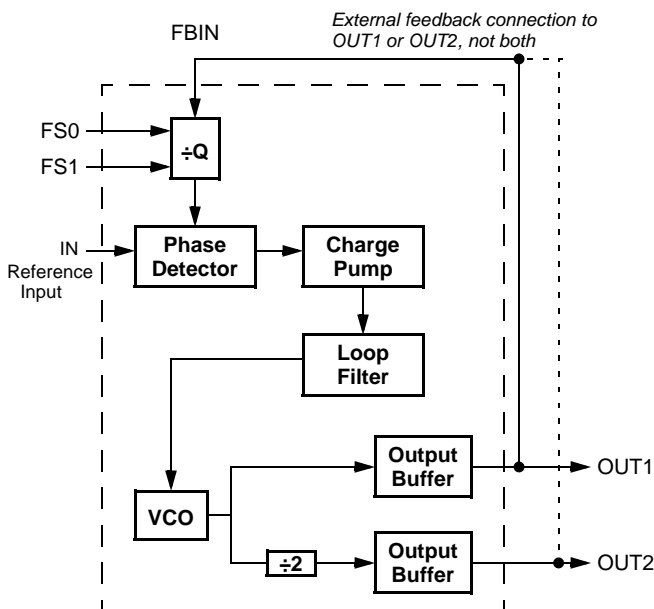 External feedback connection to
OUT1 or OUT2, not both
FBIN
FS0
FS1
÷Q
IN
Reference
Input
Phase
Detector
Charge
Pump
Loop
Filter
VCO
Output
Buffer
OUT1
÷2
Output
Buffer
OUT2